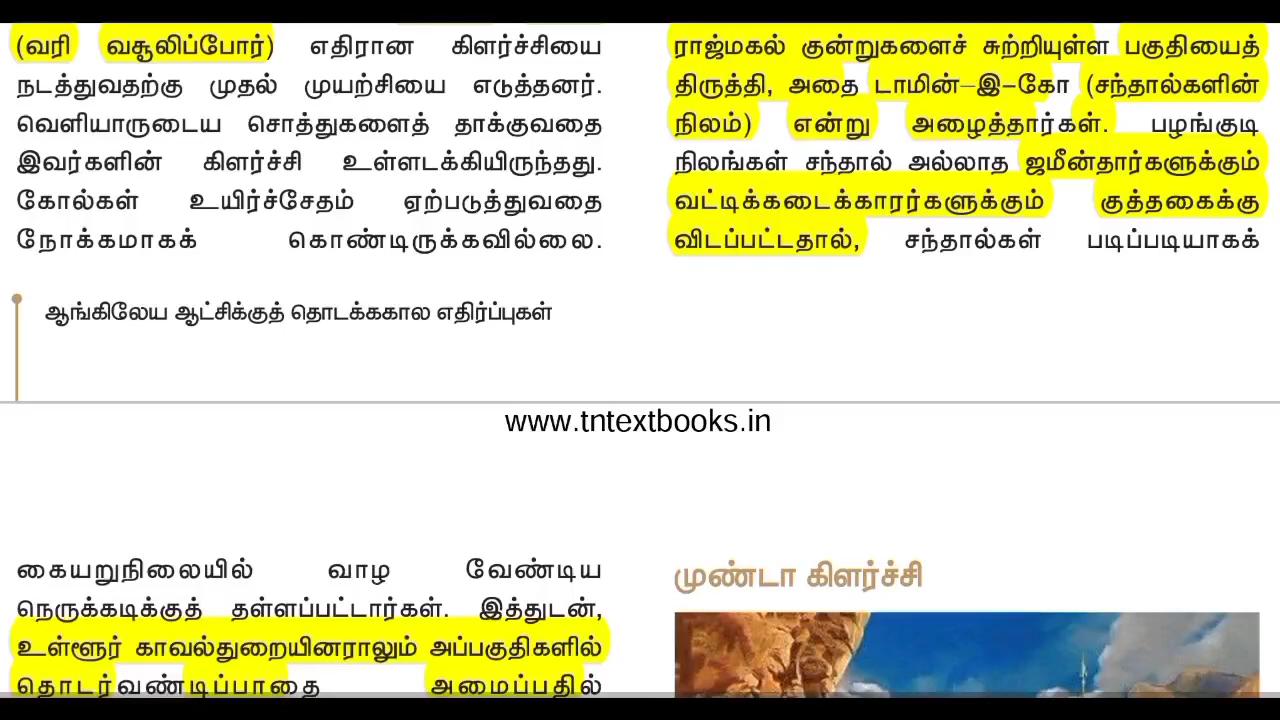 (வரி வசூலிப்போர்) எதிரான கிளர்ச்சியை
நடத்துவதற்கு முதல் முயற்சியை எடுத்தனர்.
வெளியாருடைய சொத்துகளைத் தாக்குவதை
இவர்களின் கிளர்ச்சி உள்ளடக்கியிருந்தது.
கோல்கள் உயிர்ச்சேதம் ஏற்படுத்துவதை
நோக்கமாகக் கொண்டிருக்கவில்லை.
ராஜ்மகல் குன்றுகளைச் சுற்றியுள்ள பகுதியைத்
திருத்தி, அதை டாமின்–இ–கோ (சந்தால்களின்
நிலம்) என்று அழைத்தார்கள். பழங்குடி
நிலங்கள் சந்தால் அல்லாத ஜமீன்தார்களுக்கும்
வட்டிக்கடைக்காரர்களுக்கும் குத்தகைக்கு
விடப்பட்டதால், சந்தால்கள் படிப்படியாகக்
ஆங்கிலேய ஆட்சிக்குத் தொடக்ககால எதிர்ப்புகள்
www.tntextbooks.in
கையறுநிலையில் வாழ வேண்டிய
நெருக்கடிக்குத் தள்ளப்பட்டார்கள். இத்துடன்,
உள்ளூர் காவல்துறையினராலும் அப்பகுதிகளில்
தொடர்வண்டிப்பாதை அமைப்பதில்
முண்டா கிளர்ச்சி